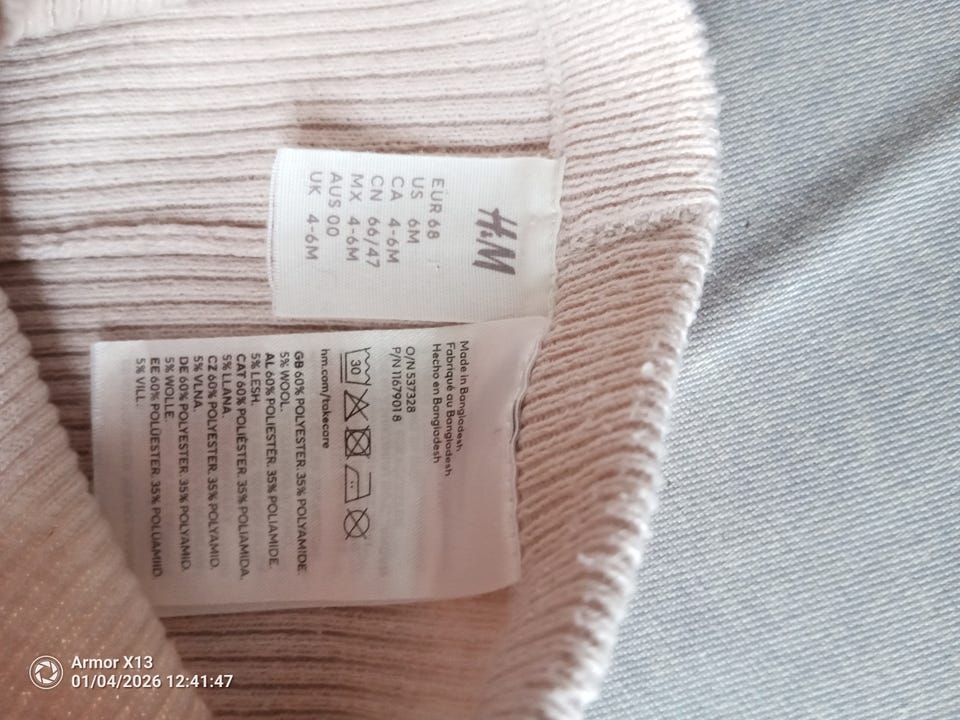 H&M
EUR 68
US 6M
CA 4-6M
CN 66/47
MX 4-6M
AUS 00
UK 4-6M
Made in Bangladesh
Fabriqué au Bangladesh
Hecho en Bangladesh
O/N 537328
P/N 11679018
30
hm.com/takecare
GB 60% POLYESTER. 35% POLYAMIDE.
5% WOOL.
AL 60% POLIESTËR. 35% POLIAMIDE.
5% LESH.
CAT 60% POLIÈSTER. 35% POLIAMIDA.
5% LLANA.
CZ 60% POLYESTER. 35% POLYAMID.
5% VLNA.
DE 60% POLYESTER. 35% POLYAMID.
5% WOLLE.
EE 60% POLÜESTER. 35% POLÜAMIID.
5% VILL.
Armor X13
01/04/2026 12:41:47